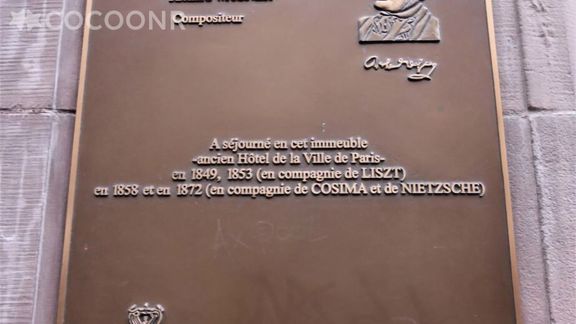 COCOONR
Compositeur
A séjourné en cet immeuble
-ancien Hôtel de la Ville de Paris-
en 1849, 1853 (en compagnie de LISZT)
en 1858 et en 1872 (en compagnie de COSIMA et de NIETZSCHE)